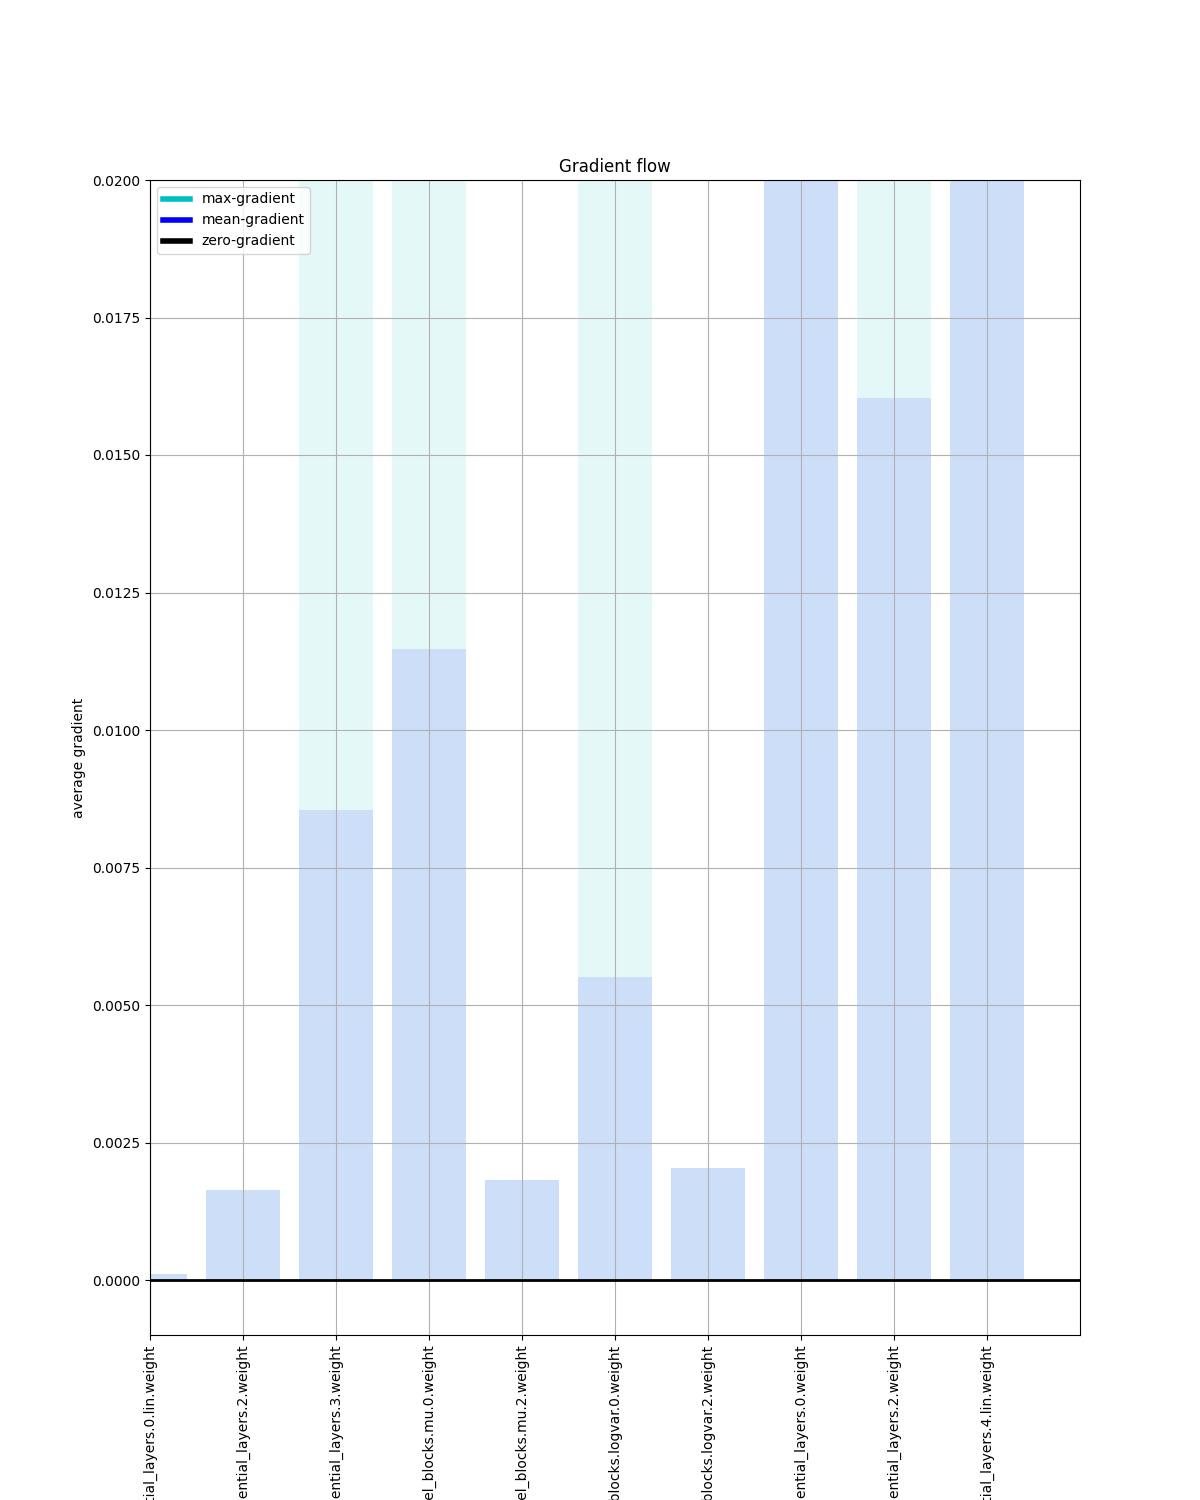 Gradient flow
max-gradient
mean-gradient
zero-gradient
0.0200
0.0175
0.0150
0.0125
0.0100
0.0075
0.0050
0.0025
0.0000
average gradient
tial_layers.0.lin.weight
ential_layers.2.weight
ential_layers.3.weight
el_blocks.mu.0.weight
el_blocks.mu.2.weight
blocks.logvar.0.weight
blocks.logvar.2.weight
ential_layers.0.weight
ential_layers.2.weight
tial_layers.4.lin.weight